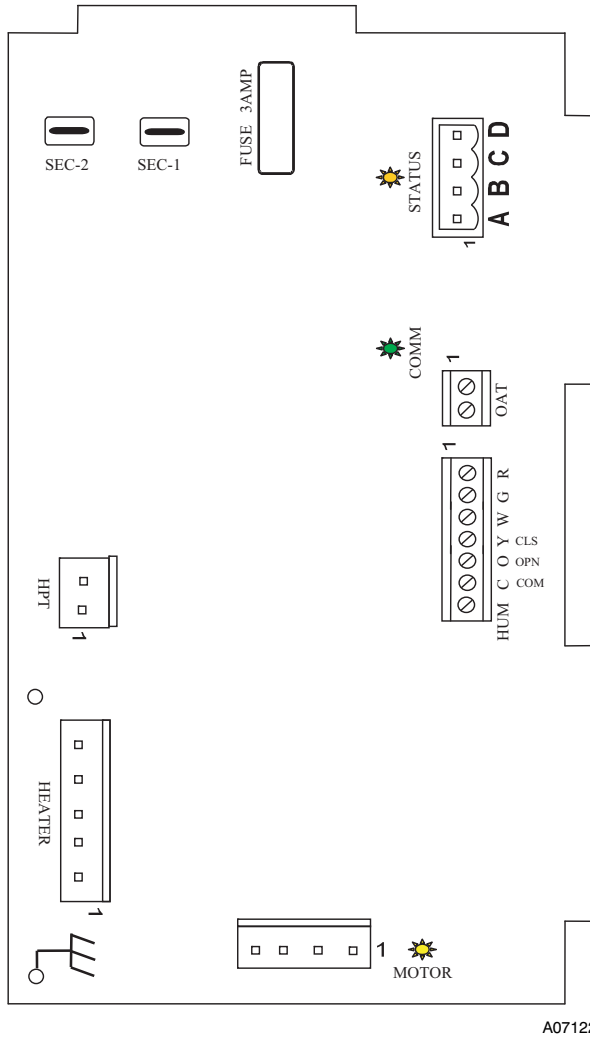 FUSE 3AMP
SEC-2
SEC-1
STATUS
A B C D
1
COMM
1
OAT
1
HUM C O Y W G R
CLS
OPN
COM
HPT
1
HEATER
1
1
MOTOR